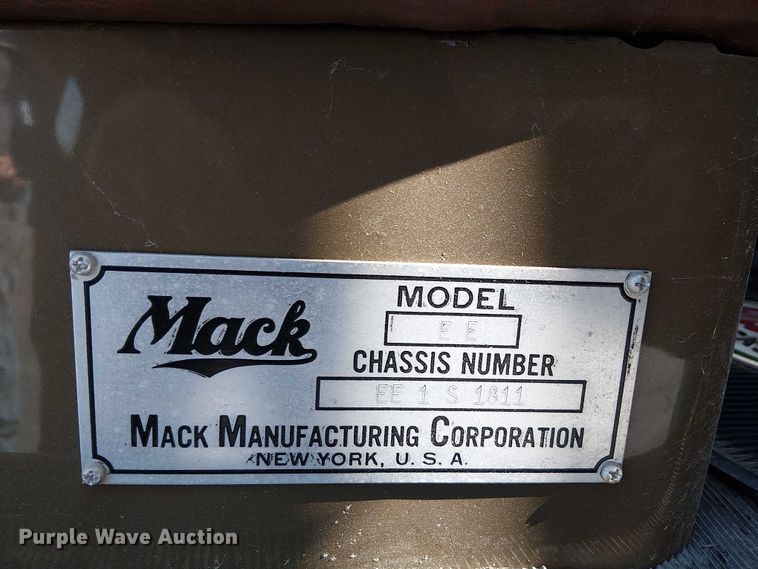 Mack
MODEL
EE
CHASSIS NUMBER
EE 1 S 1811
MACK MANUFACTURING CORPORATION
NEW YORK, U. S. A.
Purple Wave Auction